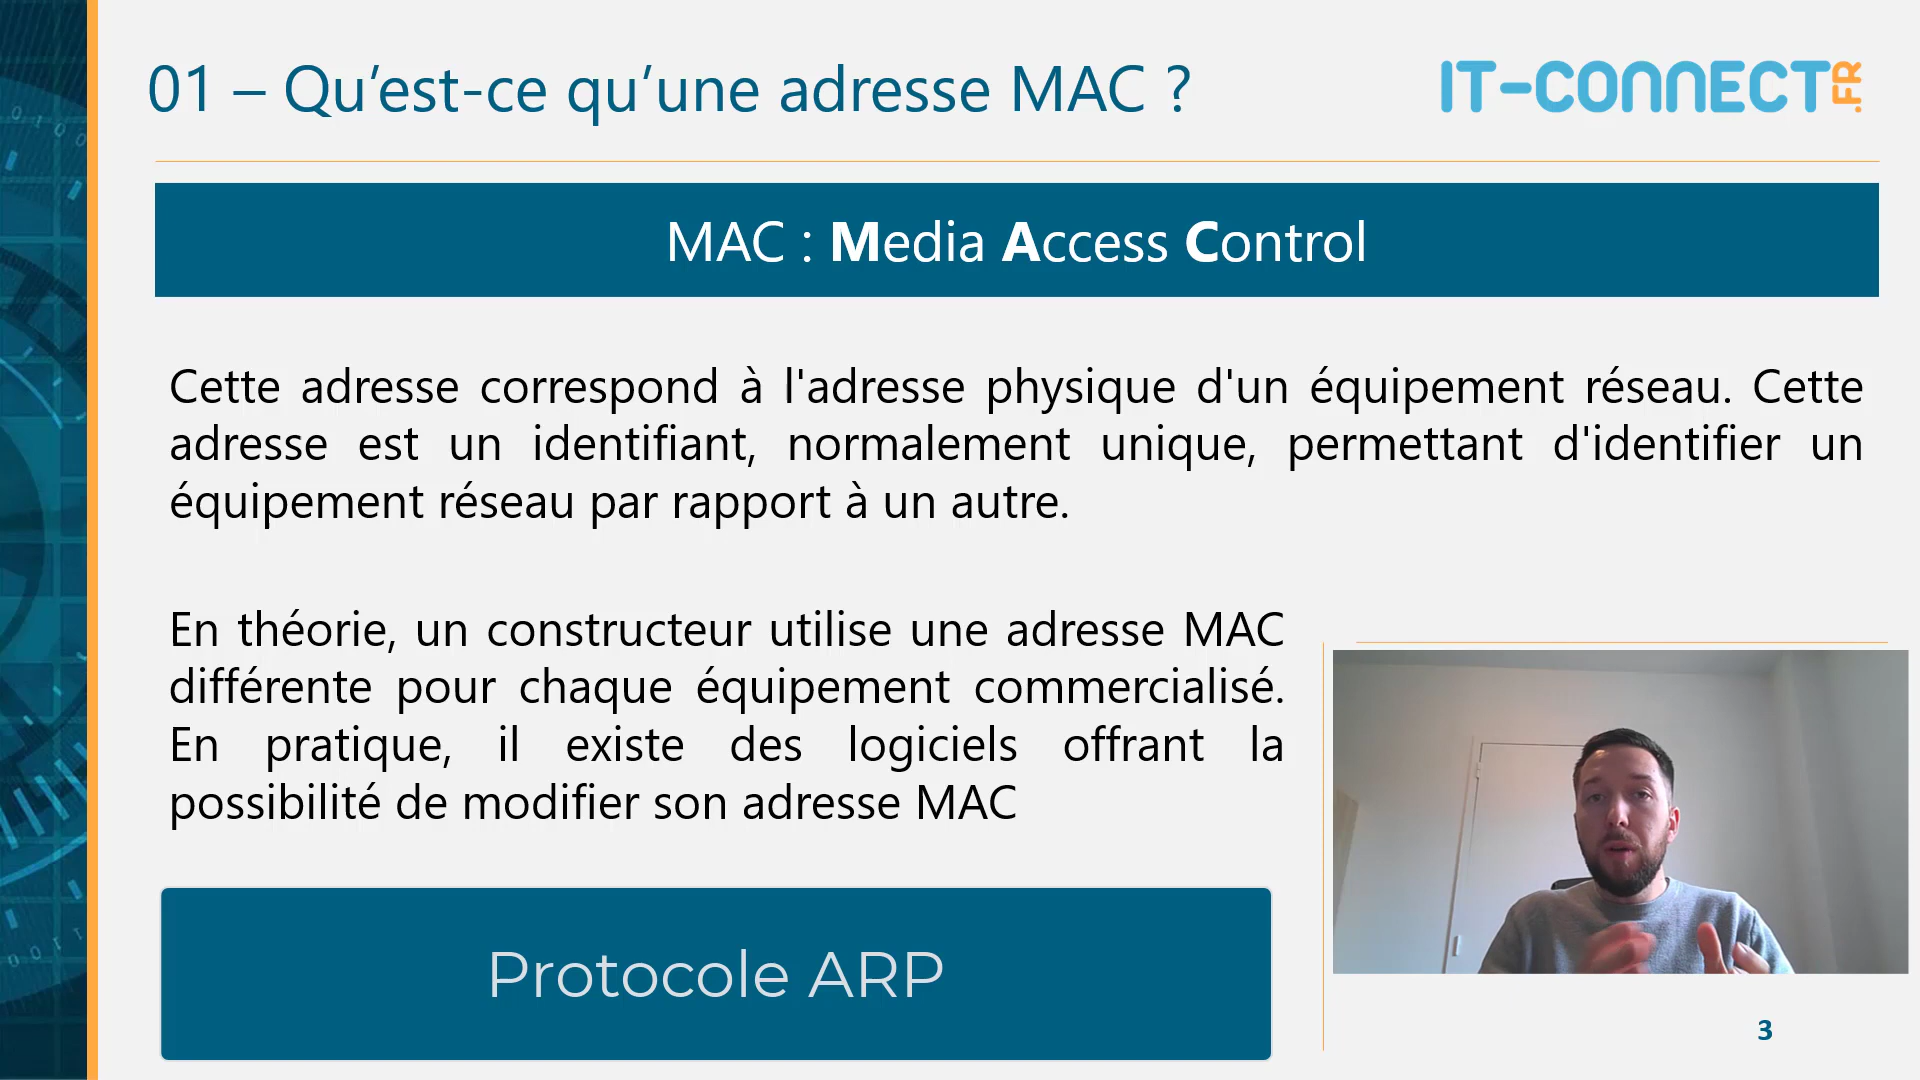 01 – Qu’est-ce qu’une adresse MAC ?
IT-CONNECT.FR
MAC : Media Access Control
Cette adresse correspond à l'adresse physique d'un équipement réseau. Cette
adresse est un identifiant, normalement unique, permettant d'identifier un
équipement réseau par rapport à un autre.
En théorie, un constructeur utilise une adresse MAC
différente pour chaque équipement commercialisé.
En pratique, il existe des logiciels offrant la
possibilité de modifier son adresse MAC
Protocole ARP
3